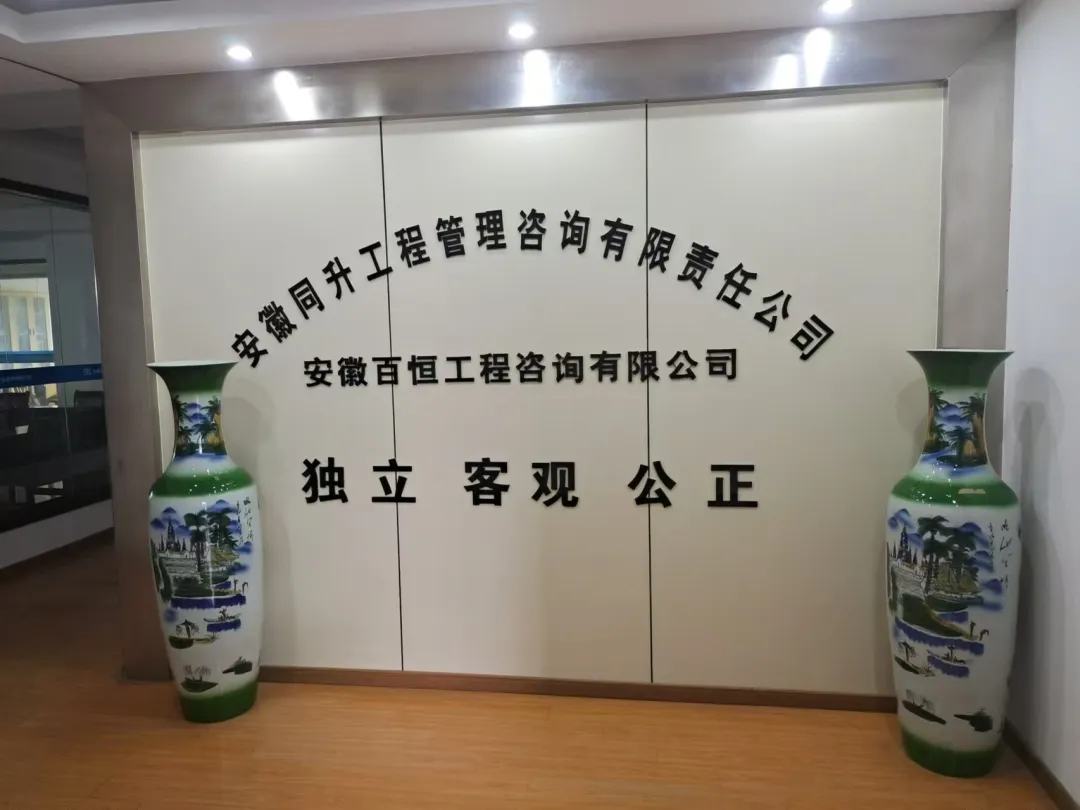 安徽同升工程管理咨询有限责任公司
安徽百恒工程咨询有限公司
独立 客观 公正